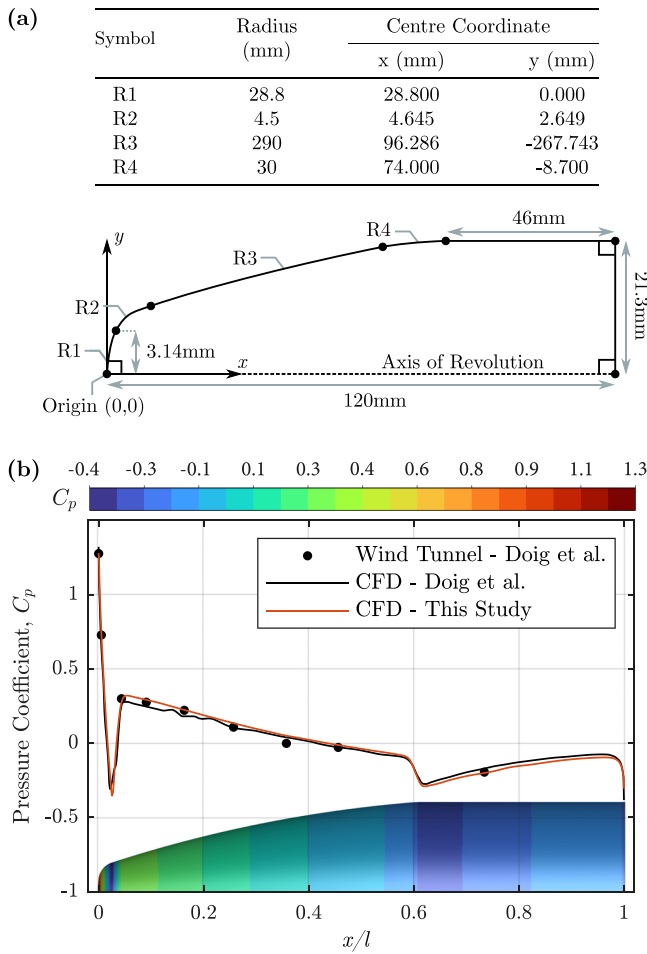 (a)
Symbol Radius (mm) Centre Coordinate
x (mm) y (mm)
R1 28.8 28.800 0.000
R2 4.5 4.645 2.649
R3 290 96.286 -267.743
R4 30 74.000 -8.700
y
x
R1
R2
R3
R4
46mm
21.3mm
3.14mm
Axis of Revolution
Origin (0,0)
120mm
(b)
-0.4 -0.3 -0.1 0.1 0.3 0.4 0.6 0.8 0.9 1.1 1.3
Cp
Wind Tunnel - Doig et al.
CFD - Doig et al.
CFD - This Study
Pressure Coefficient, Cp
1
0.5
0
-0.5
-1
0 0.2 0.4 0.6 0.8 1
x/l